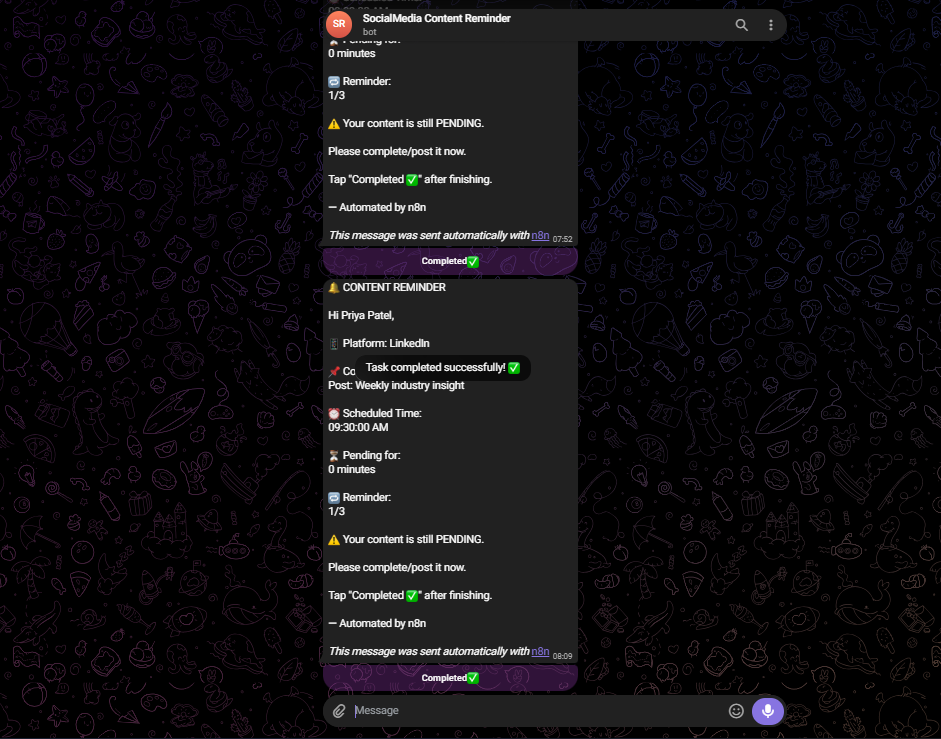 SR
SocialMedia Content Reminder
bot
⏳ Pending for:
0 minutes
🔁 Reminder:
1/3
⚠️ Your content is still PENDING.
Please complete/post it now.
Tap "Completed ✅" after finishing.
— Automated by n8n
This message was sent automatically with n8n 07:52
Completed✅
🔔 CONTENT REMINDER
Hi Priya Patel,
📱 Platform: LinkedIn
📌 Co
Task completed successfully! ✅
Post: Weekly industry insight
⏰ Scheduled Time:
09:30:00 AM
⏳ Pending for:
0 minutes
🔁 Reminder:
1/3
⚠️ Your content is still PENDING.
Please complete/post it now.
Tap "Completed ✅" after finishing.
— Automated by n8n
This message was sent automatically with n8n 08:09
Completed✅
Message